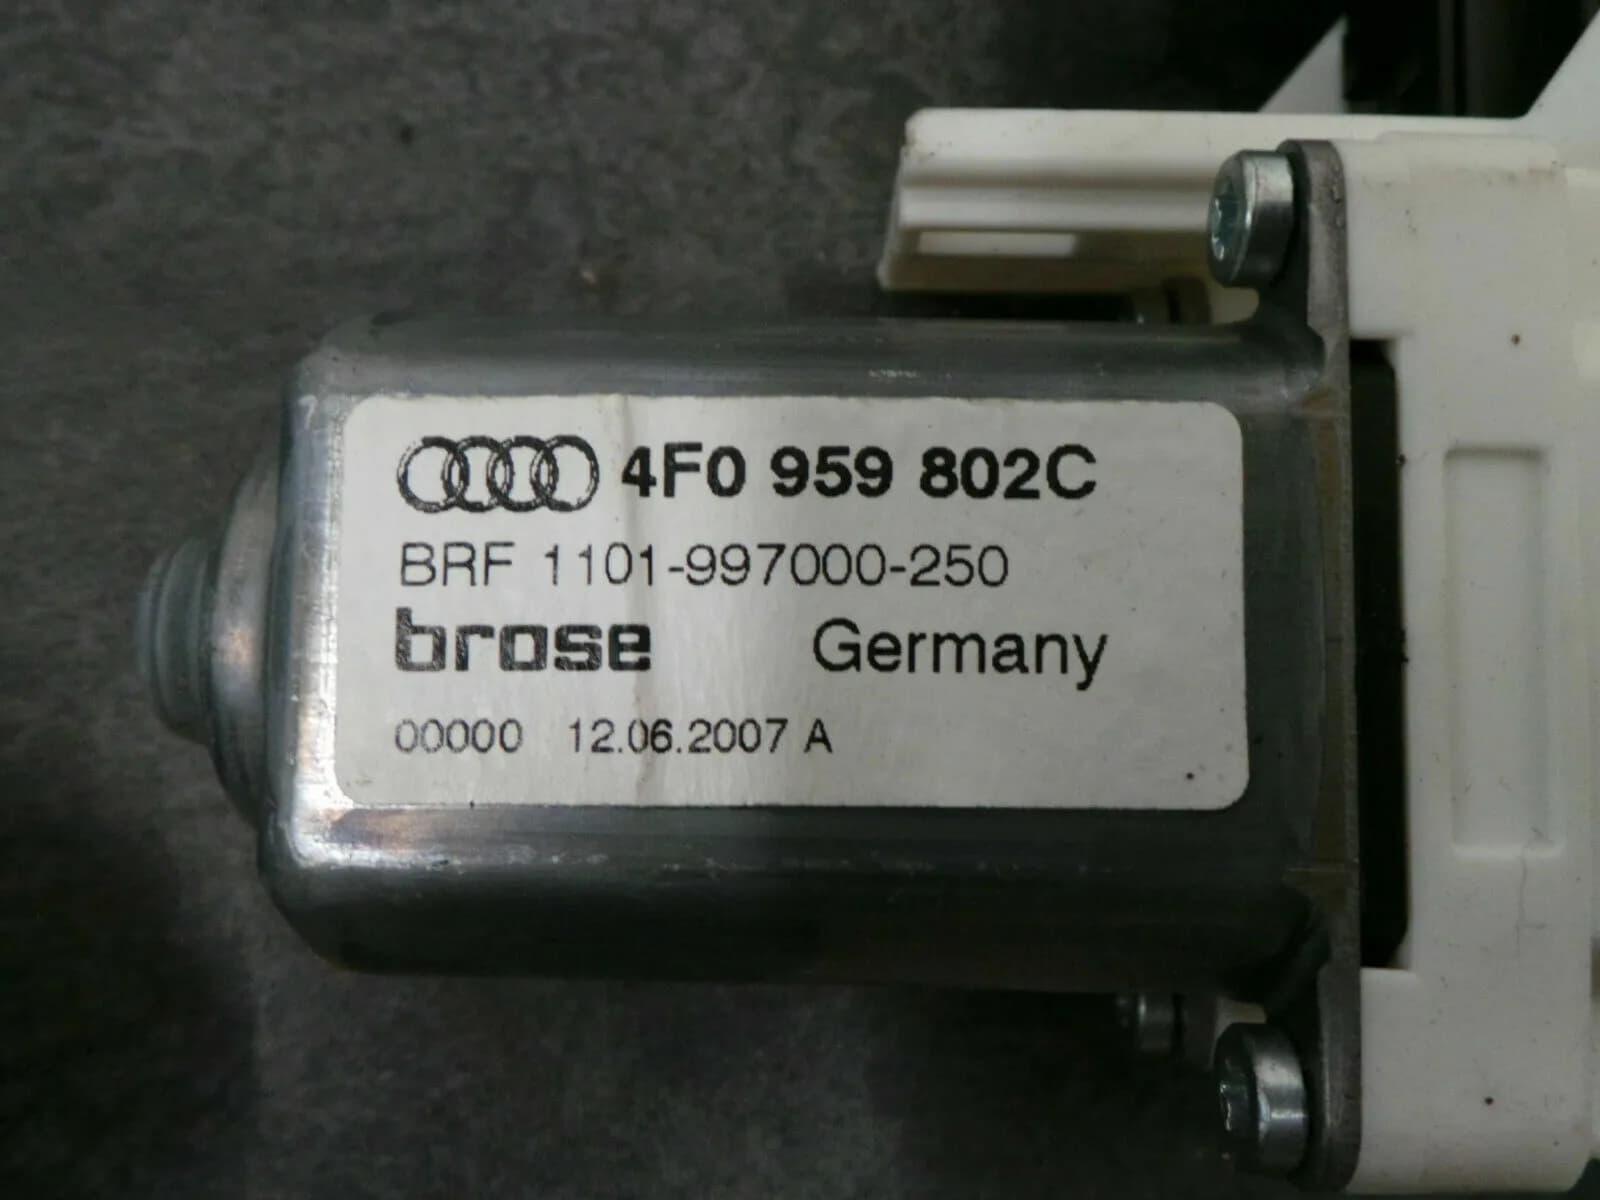 4F0 959 802C
BRF 1101-997000-250
brose Germany
00000 12.06.2007 A